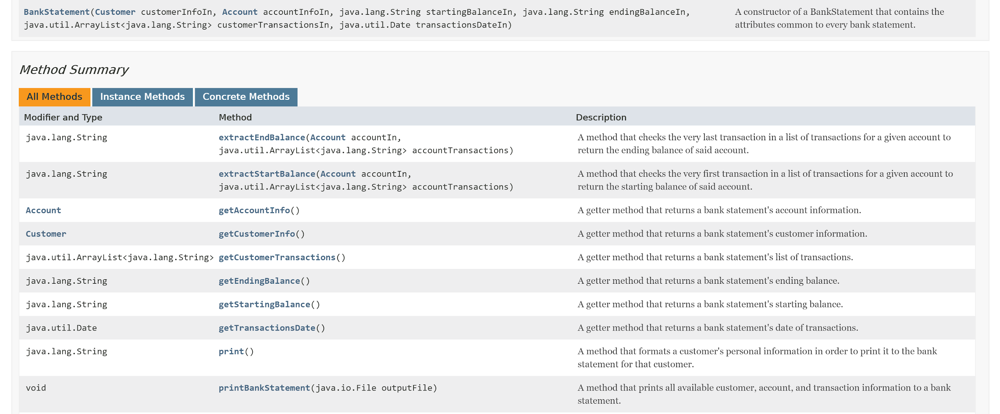 BankStatement(Customer customerInfoIn, Account accountInfoIn, java.lang.String startingBalanceIn, java.lang.String endingBalanceIn,
java.util.ArrayList<java.lang.String> customerTransactionsIn, java.util.Date transactionsDateIn)
A constructor of a BankStatement that contains the
attributes common to every bank statement.
Method Summary
All Methods Instance Methods Concrete Methods
Modifier and Type Method Description
java.lang.String
extractEndBalance(Account accountIn,
java.util.ArrayList<java.lang.String> accountTransactions)
A method that checks the very last transaction in a list of transactions for a given account to
return the ending balance of said account.
java.lang.String
extractStartBalance(Account accountIn,
java.util.ArrayList<java.lang.String> accountTransactions)
A method that checks the very first transaction in a list of transactions for a given account to
return the starting balance of said account.
Account getAccountInfo() A getter method that returns a bank statement's account information.
Customer getCustomerInfo() A getter method that returns a bank statement's customer information.
java.util.ArrayList<java.lang.String> getCustomerTransactions() A getter method that returns a bank statement's list of transactions.
java.lang.String getEndingBalance() A getter method that returns a bank statement's ending balance.
java.lang.String getStartingBalance() A getter method that returns a bank statement's starting balance.
java.util.Date getTransactionsDate() A getter method that returns a bank statement's date of transactions.
java.lang.String print()
A method that formats a customer's personal information in order to print it to the bank
statement for that customer.
void printBankStatement(java.io.File outputFile)
A method that prints all available customer, account, and transaction information to a bank
statement.